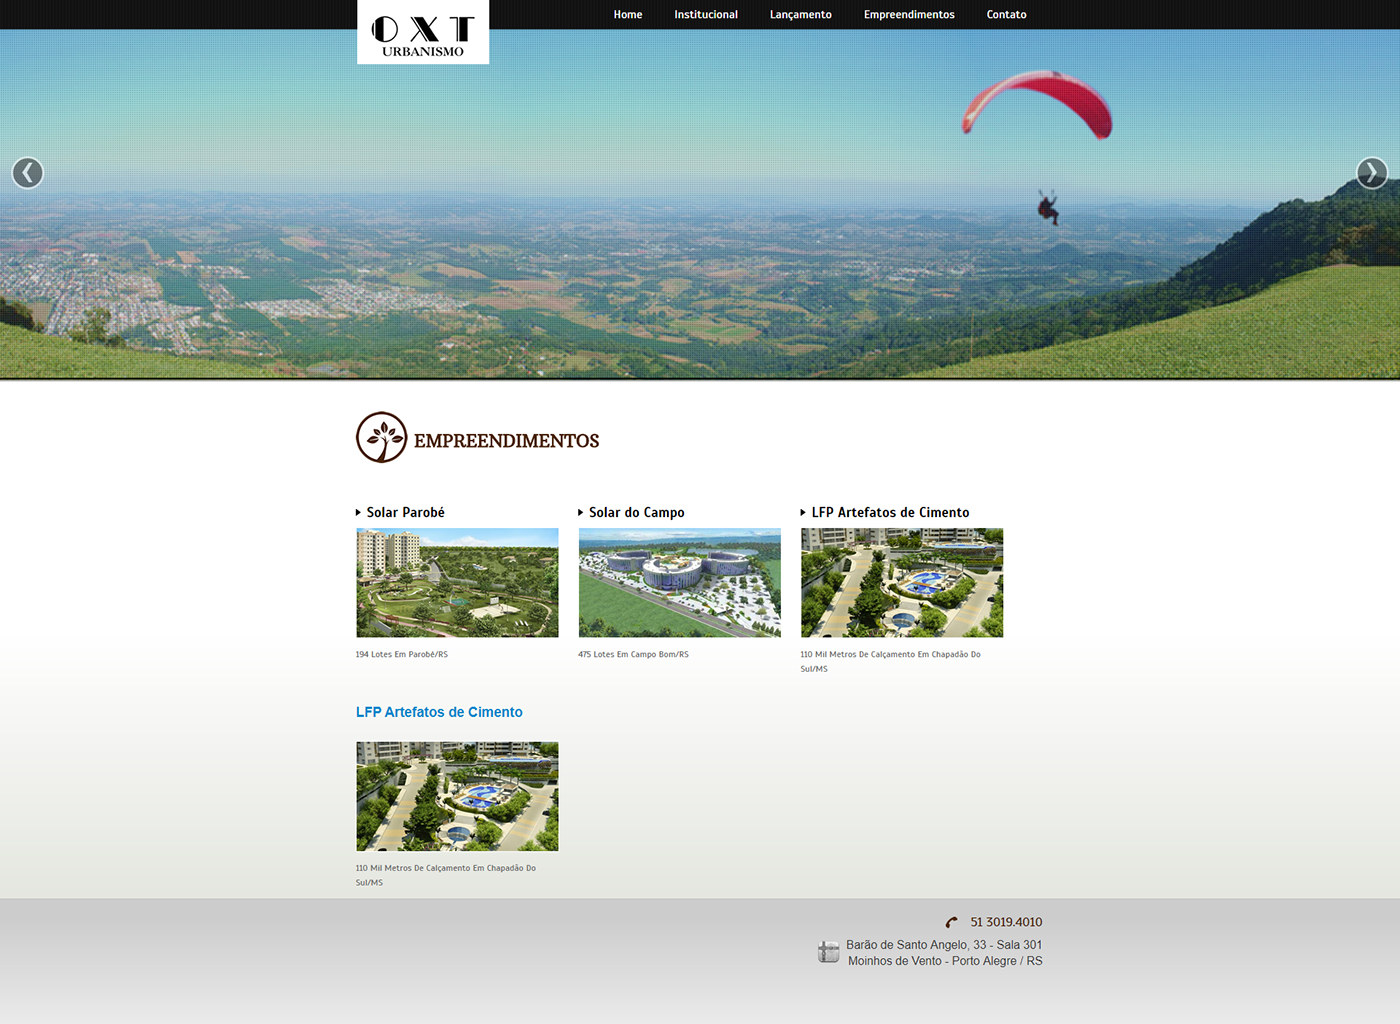 OXT
URBANISMO
Home Institucional Lançamento Empreendimentos Contato
EMPREENDIMENTOS
Solar Parobé
194 Lotes Em Parobé/RS
Solar do Campo
475 Lotes Em Campo Bom/RS
LFP Artefatos de Cimento
110 Mil Metros De Calçamento Em Chapadão Do
Sul/MS
LFP Artefatos de Cimento
110 Mil Metros De Calçamento Em Chapadão Do
Sul/MS
51 3019.4010
Barão de Santo Angelo, 33 - Sala 301
Moinhos de Vento - Porto Alegre / RS